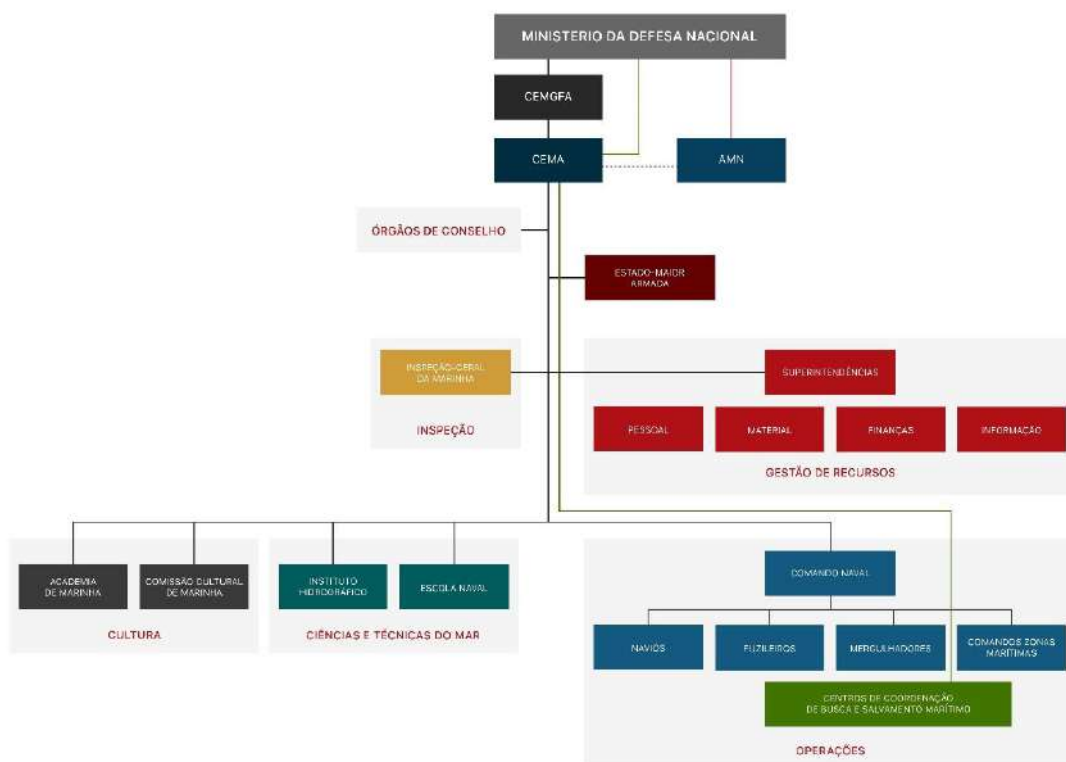 MINISTERIO DA DEFESA NACIONAL
CEMGFA
CEMA
AMN
ÓRGÃOS DE CONSELHO
ESTADO-MAIOR
ARMADA
INSPEÇÃO-GERAL
DA MARINHA
SUPERINTENDÊNCIAS
INSPEÇÃO
PESSOAL
MATERIAL
FINANÇAS
INFORMAÇÃO
GESTÃO DE RECURSOS
ACADEMIA
DE MARINHA
COMISSÃO CULTURAL
DE MARINHA
INSTITUTO
HIDROGRÁFICO
ESCOLA NAVAL
COMANDO NAVAL
CULTURA
CIÊNCIAS E TÉCNICAS DO MAR
NAVIOS
FUZILEIROS
MERGULHADORES
COMANDOS ZONAS
MARÍTIMAS
CENTROS DE COORDENAÇÃO
DE BUSCA E SALVAMENTO MARÍTIMO
OPERAÇÕES